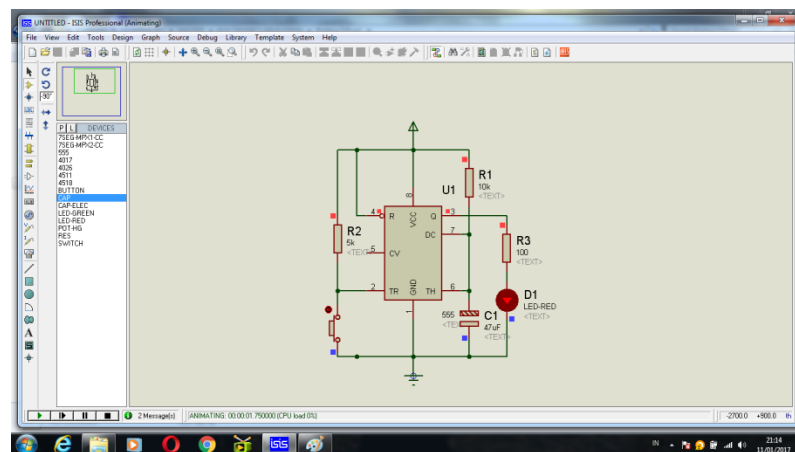 UNTITLED - ISIS Professional (Animating)
File View Edit Tools Design Graph Source Debug Library Template System Help
P L DEVICES
7SEG-MPX1-CC
7SEG-MPX2-CC
555
4017
4026
4511
4518
BUTTON
CAP
CAP-ELEC
LED-GREEN
LED-RED
POT-HG
RES
SWITCH
R1
10k
<TEXT>
U1
8
VCC
4 R Q 3
DC 7
R2
5k
<TEXT>
5 CV
R3
100
<TEXT>
2 TR GND TH 6
1
D1
LED-RED
<TEXT>
555
C1
47uF
<TEXT>
2 Message(s) ANIMATING: 00:00:01.750000 (CPU load 0%) -2700.0 +900.0 th
isis IN 21:14
11/01/2017